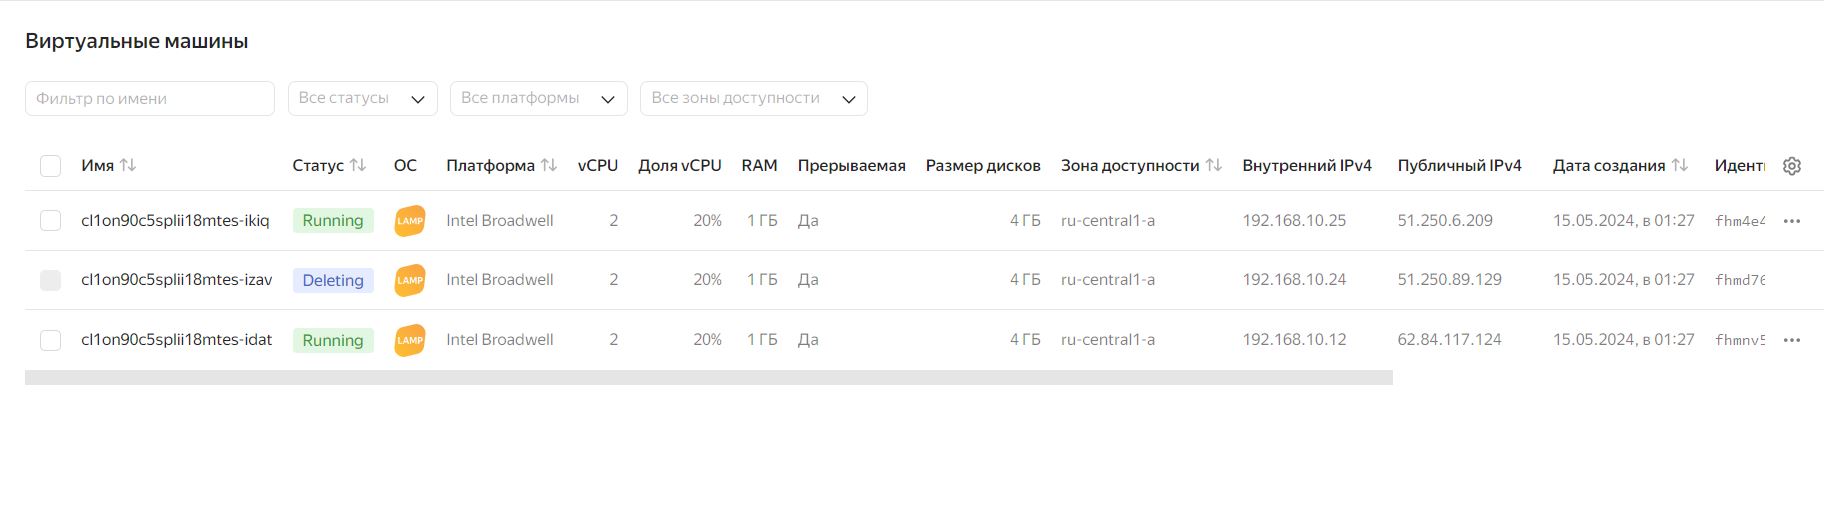 Виртуальные машины
Фильтр по имени Все статусы Все платформы Все зоны доступности
Имя Статус ОС Платформа vCPU Доля vCPU RAM Прерываемая Размер дисков Зона доступности Внутренний IPv4 Публичный IPv4 Дата создания Иденти
cl1on90c5splii18mtes-ikiq Running LAMP Intel Broadwell 2 20% 1 ГБ Да 4 ГБ ru-central1-a 192.168.10.25 51.250.6.209 15.05.2024, в 01:27 fhm4e4
cl1on90c5splii18mtes-izav Deleting LAMP Intel Broadwell 2 20% 1 ГБ Да 4 ГБ ru-central1-a 192.168.10.24 51.250.89.129 15.05.2024, в 01:27 fhmd76
cl1on90c5splii18mtes-idat Running LAMP Intel Broadwell 2 20% 1 ГБ Да 4 ГБ ru-central1-a 192.168.10.12 62.84.117.124 15.05.2024, в 01:27 fhmnv5